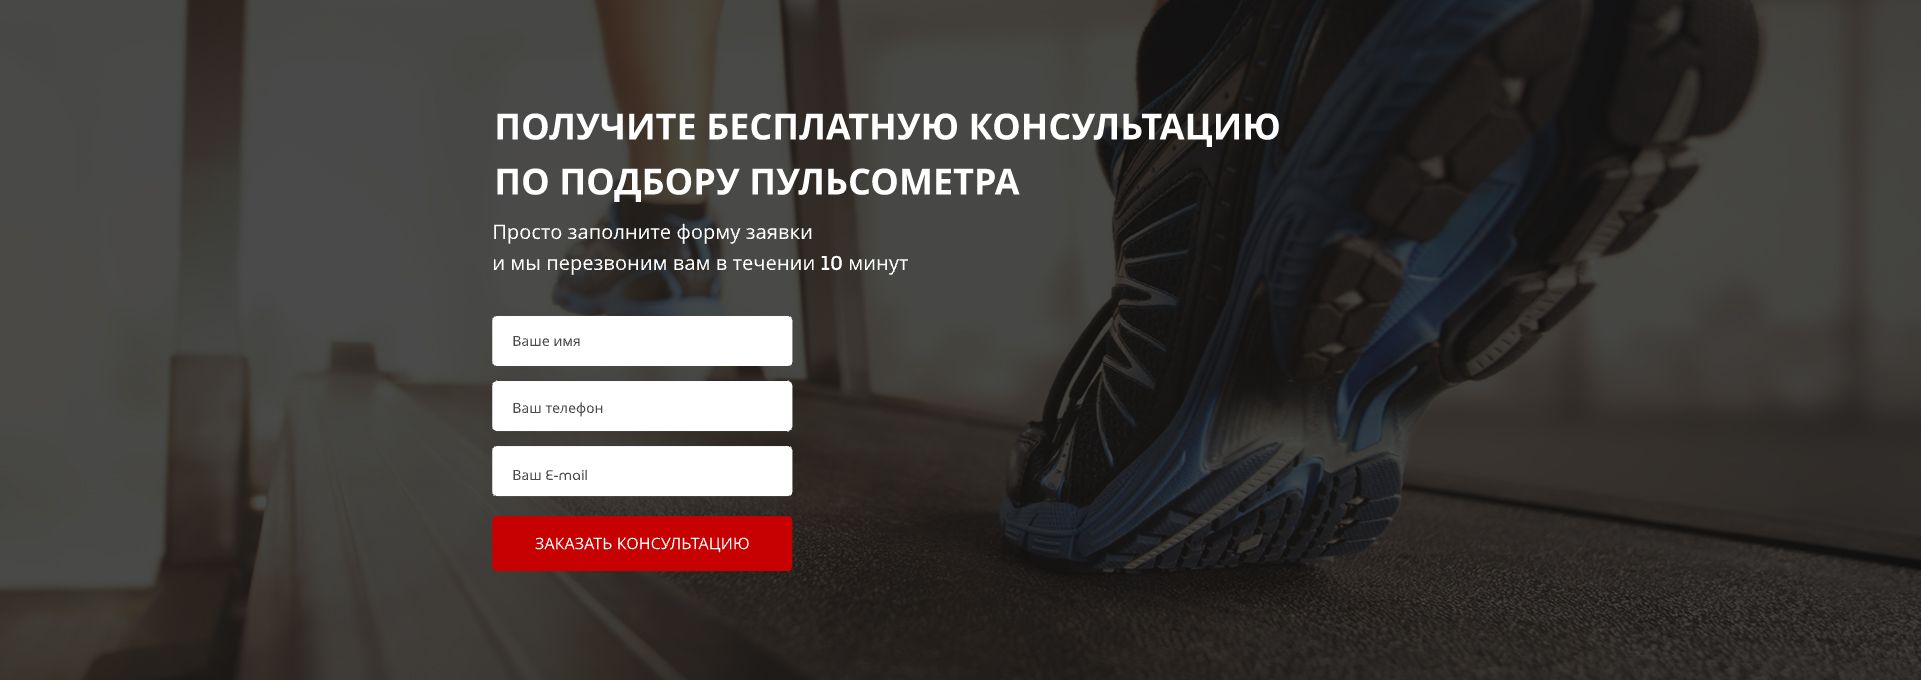 ПОЛУЧИТЕ БЕСПЛАТНУЮ КОНСУЛЬТАЦИЮ
ПО ПОДБОРУ ПУЛЬСОМЕТРА
Просто заполните форму заявки
и мы перезвоним вам в течении 10 минут
Ваше имя
Ваш телефон
Ваш E-mail
ЗАКАЗАТЬ КОНСУЛЬТАЦИЮ